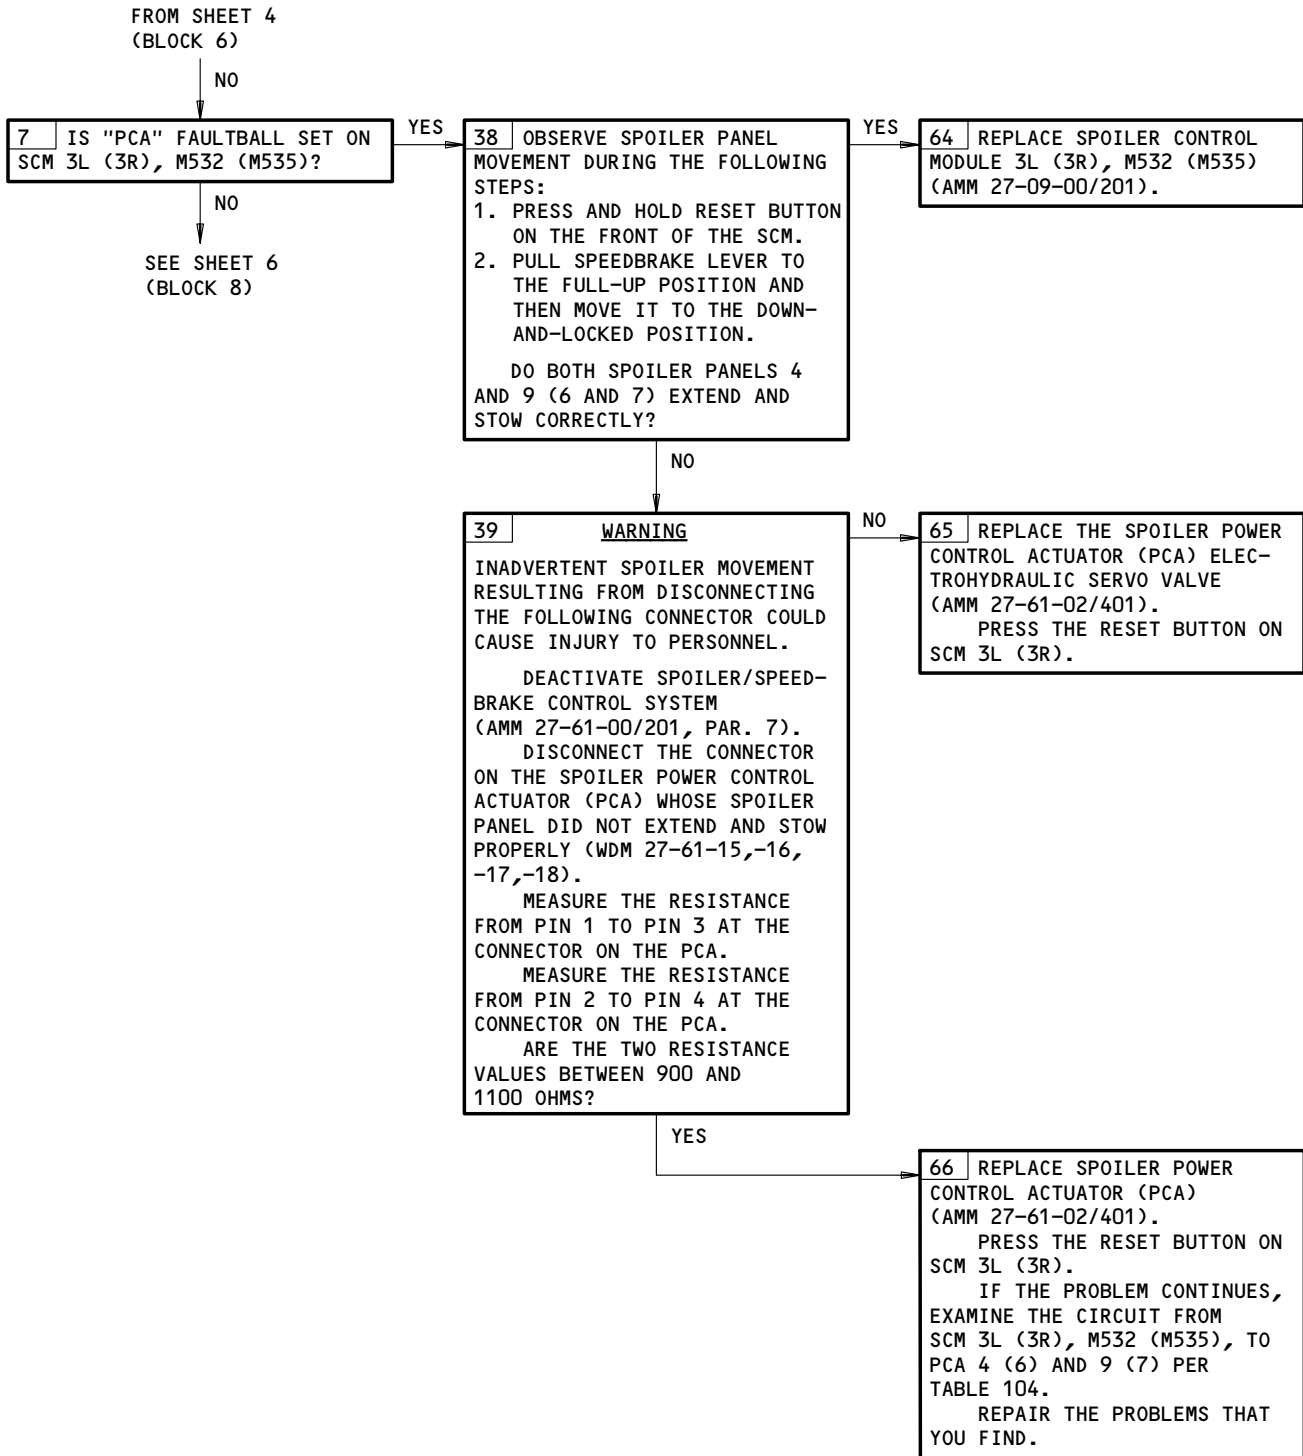 FROM SHEET 4
(BLOCK 6)
NO
7 IS "PCA" FAULTBALL SET ON
SCM 3L (3R), M532 (M535)?
YES
NO
SEE SHEET 6
(BLOCK 8)
38 OBSERVE SPOILER PANEL
MOVEMENT DURING THE FOLLOWING
STEPS:
1. PRESS AND HOLD RESET BUTTON
ON THE FRONT OF THE SCM.
2. PULL SPEEDBRAKE LEVER TO
THE FULL-UP POSITION AND
THEN MOVE IT TO THE DOWN-
AND-LOCKED POSITION.
DO BOTH SPOILER PANELS 4
AND 9 (6 AND 7) EXTEND AND
STOW CORRECTLY?
YES
64 REPLACE SPOILER CONTROL
MODULE 3L (3R), M532 (M535)
(AMM 27-09-00/201).
NO
39 WARNING
INADVERTENT SPOILER MOVEMENT
RESULTING FROM DISCONNECTING
THE FOLLOWING CONNECTOR COULD
CAUSE INJURY TO PERSONNEL.
DEACTIVATE SPOILER/SPEED-
BRAKE CONTROL SYSTEM
(AMM 27-61-00/201, PAR. 7).
DISCONNECT THE CONNECTOR
ON THE SPOILER POWER CONTROL
ACTUATOR (PCA) WHOSE SPOILER
PANEL DID NOT EXTEND AND STOW
PROPERLY (WDM 27-61-15,-16,
-17,-18).
MEASURE THE RESISTANCE
FROM PIN 1 TO PIN 3 AT THE
CONNECTOR ON THE PCA.
MEASURE THE RESISTANCE
FROM PIN 2 TO PIN 4 AT THE
CONNECTOR ON THE PCA.
ARE THE TWO RESISTANCE
VALUES BETWEEN 900 AND
1100 OHMS?
NO
65 REPLACE THE SPOILER POWER
CONTROL ACTUATOR (PCA) ELEC-
TROHYDRAULIC SERVO VALVE
(AMM 27-61-02/401).
PRESS THE RESET BUTTON ON
SCM 3L (3R).
YES
66 REPLACE SPOILER POWER
CONTROL ACTUATOR (PCA)
(AMM 27-61-02/401).
PRESS THE RESET BUTTON ON
SCM 3L (3R).
IF THE PROBLEM CONTINUES,
EXAMINE THE CIRCUIT FROM
SCM 3L (3R), M532 (M535), TO
PCA 4 (6) AND 9 (7) PER
TABLE 104.
REPAIR THE PROBLEMS THAT
YOU FIND.